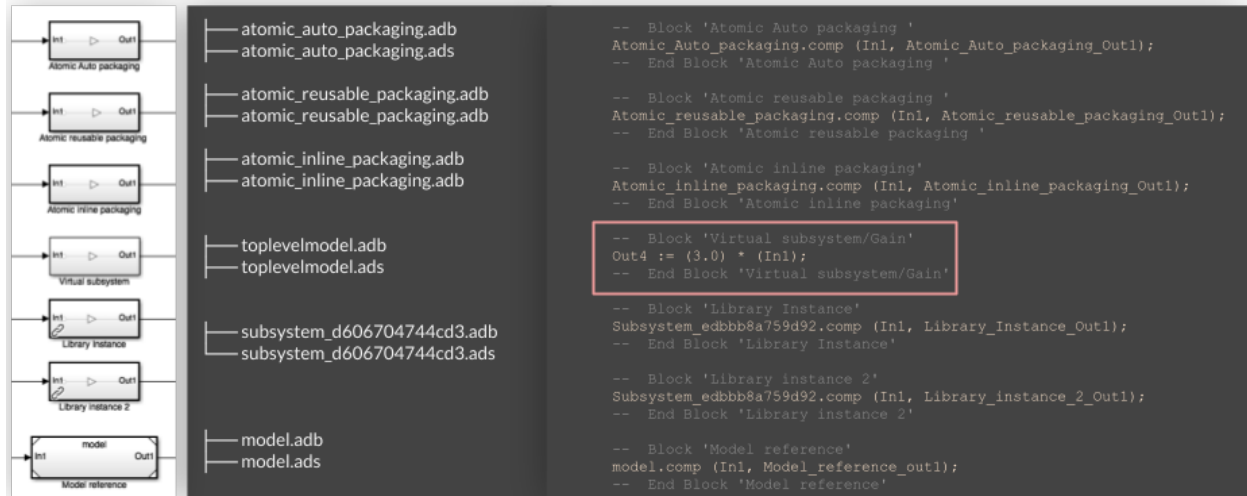 In1 Out1
Atomic Auto packaging
In1 Out1
Atomic reusable packaging
In1 Out1
Atomic inline packaging
In1 Out1
Virtual subsystem
In1 Out1
Library Instance
In1 Out1
Library instance 2
model
In1 Out1
Model reference
atomic_auto_packaging.adb
atomic_auto_packaging.ads
atomic_reusable_packaging.adb
atomic_reusable_packaging.adb
atomic_inline_packaging.adb
atomic_inline_packaging.adb
toplevelmodel.adb
toplevelmodel.ads
subsystem_d606704744cd3.adb
subsystem_d606704744cd3.ads
model.adb
model.ads
-- Block 'Atomic Auto packaging '
Atomic_Auto_packaging.comp (In1, Atomic_Auto_packaging_Out1);
-- End Block 'Atomic Auto packaging '
-- Block 'Atomic reusable packaging '
Atomic_reusable_packaging.comp (In1, Atomic_reusable_packaging_Out1);
-- End Block 'Atomic reusable packaging '
-- Block 'Atomic inline packaging'
Atomic_inline_packaging.comp (In1, Atomic_inline_packaging_Out1);
-- End Block 'Atomic inline packaging'
-- Block 'Virtual subsystem/Gain'
Out4 := (3.0) * (In1);
-- End Block 'Virtual subsystem/Gain'
-- Block 'Library Instance'
Subsystem_edbbb8a759d92.comp (In1, Library_Instance_Out1);
-- End Block 'Library Instance'
-- Block 'Library instance 2'
Subsystem_edbbb8a759d92.comp (In1, Library_instance_2_Out1);
-- End Block 'Library instance 2'
-- Block 'Model reference'
model.comp (In1, Model_reference_out1);
-- End Block 'Model reference'